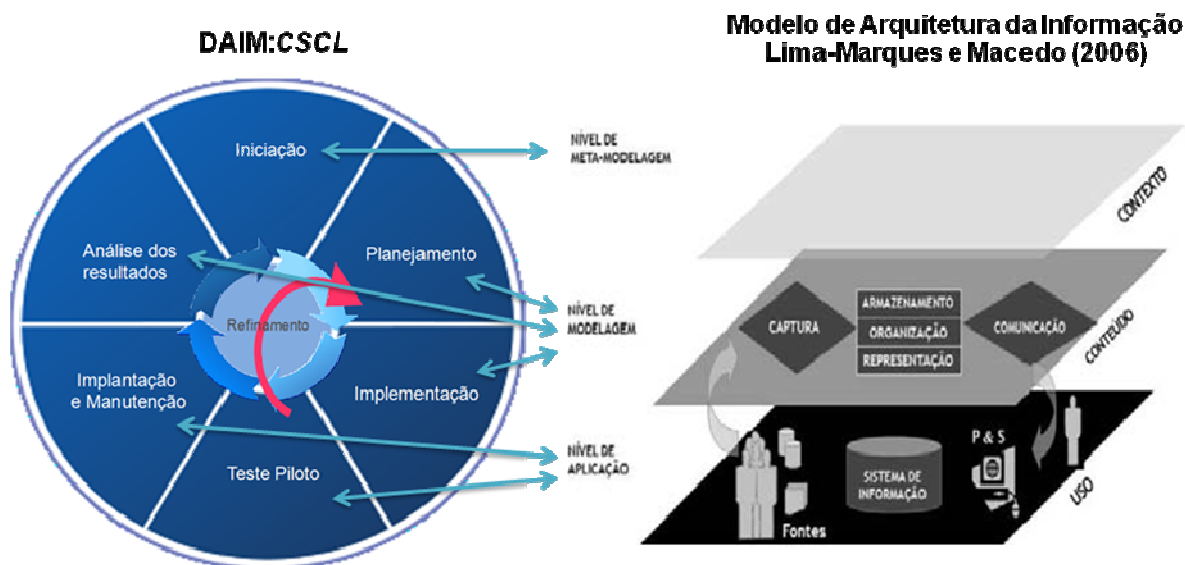 DAIM:CSCL
Iniciação
Planejamento
Implementação
Teste Piloto
Implantação
e Manutenção
Análise dos
resultados
Refinamento
NÍVEL DE
META-MODELAGEM
NÍVEL DE
MODELAGEM
NÍVEL DE
APLICAÇÃO
Modelo de Arquitetura da Informação
Lima-Marques e Macedo (2006)
CONTEXTO
CAPTURA
ARMAZENAMENTO
ORGANIZAÇÃO
REPRESENTAÇÃO
COMUNICAÇÃO
CONTEÚDO
Fontes
SISTEMA DE
INFORMAÇÃO
P & S
USO